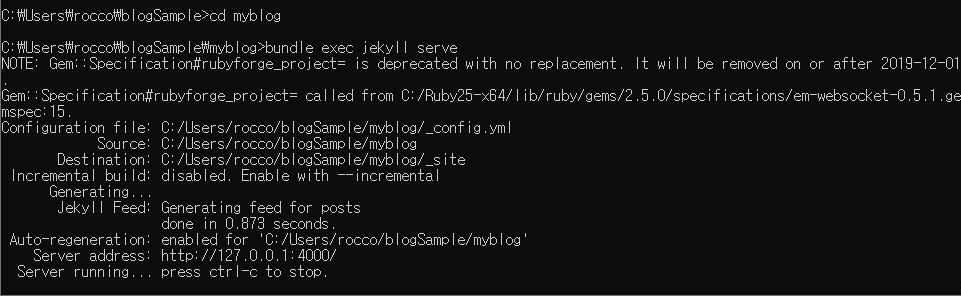 C:₩Users₩rocco₩blogSample>cd myblog
C:₩Users₩rocco₩blogSample₩myblog>bundle exec jekyll serve
NOTE: Gem::Specification#rubyforge_project= is deprecated with no replacement. It will be removed on or after 2019-12-01
.
Gem::Specification#rubyforge_project= called from C:/Ruby25-x64/lib/ruby/gems/2.5.0/specifications/em-websocket-0.5.1.ge
mspec:15.
Configuration file: C:/Users/rocco/blogSample/myblog/_config.yml
Source: C:/Users/rocco/blogSample/myblog
Destination: C:/Users/rocco/blogSample/myblog/_site
Incremental build: disabled. Enable with --incremental
Generating...
Jekyll Feed: Generating feed for posts
done in 0.873 seconds.
Auto-regeneration: enabled for 'C:/Users/rocco/blogSample/myblog'
Server address: http://127.0.0.1:4000/
Server running... press ctrl-c to stop.